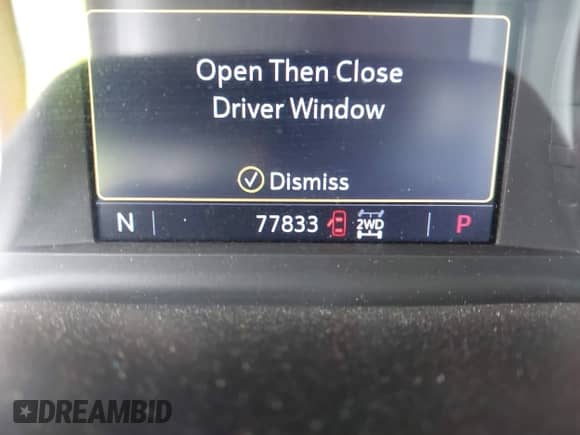 Open Then Close
Driver Window
Dismiss
N 77833 2WD P
DREAMBID